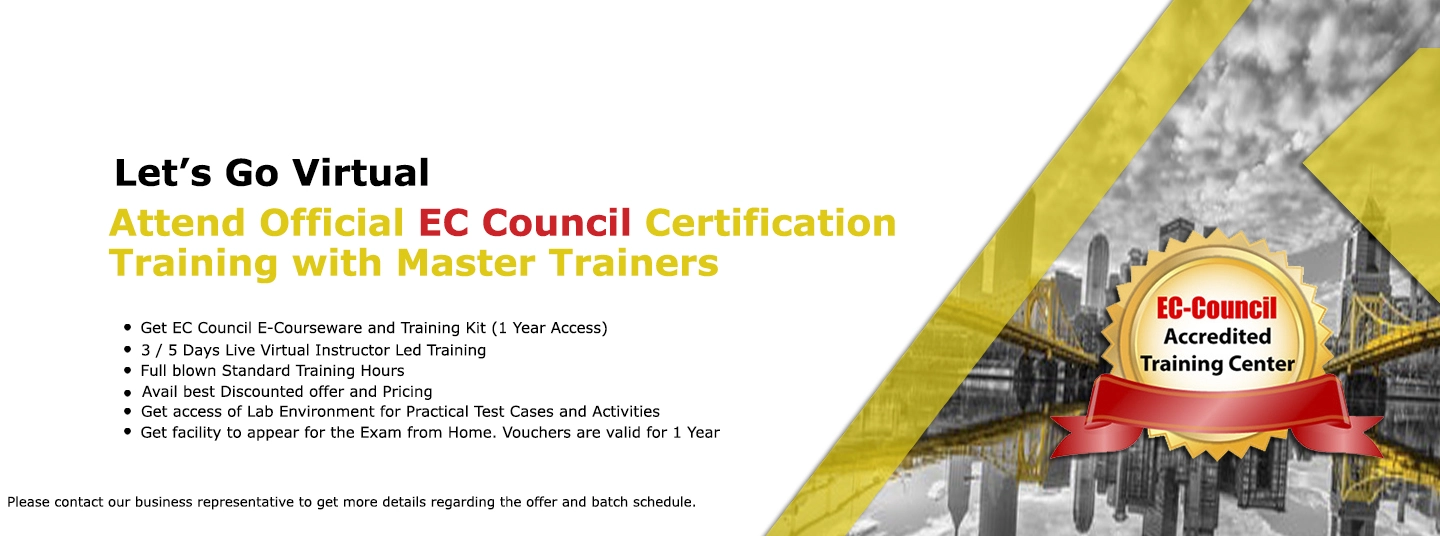 Let's Go Virtual
Attend Official EC Council Certification
Training with Master Trainers
• Get EC Council E-Courseware and Training Kit (1 Year Access)
• 3 / 5 Days Live Virtual Instructor Led Training
• Full blown Standard Training Hours
• Avail best Discounted offer and Pricing
• Get access of Lab Environment for Practical Test Cases and Activities
• Get facility to appear for the Exam from Home. Vouchers are valid for 1 Year
Please contact our business representative to get more details regarding the offer and batch schedule.
EC-Council
Accredited
Training Center